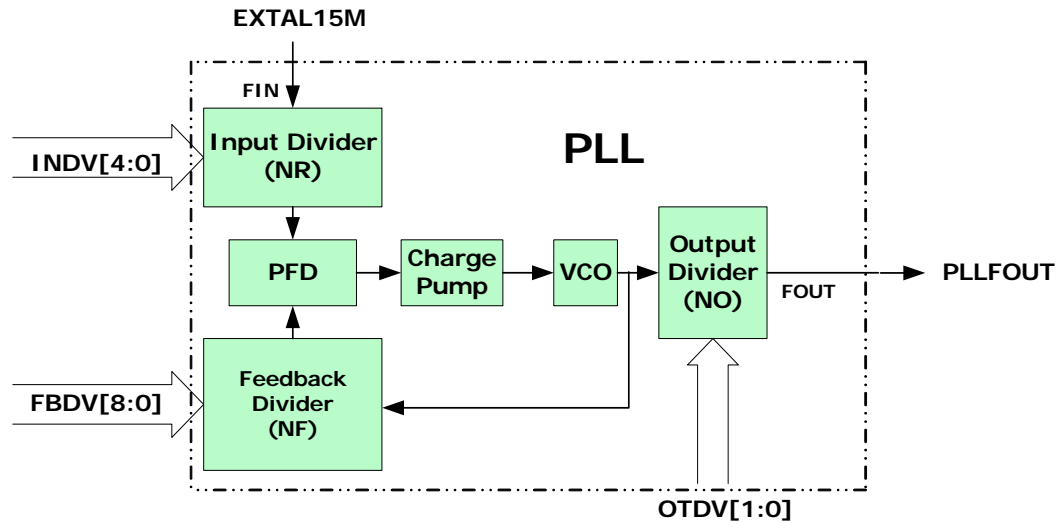 EXTAL15M
FIN
Input Divider
(NR)
INDV[4:0]
PLL
PFD
Charge
Pump
VCO
Output
Divider
(NO)
FOUT
PLLFOUT
Feedback
Divider
(NF)
FBDV[8:0]
OTDV[1:0]